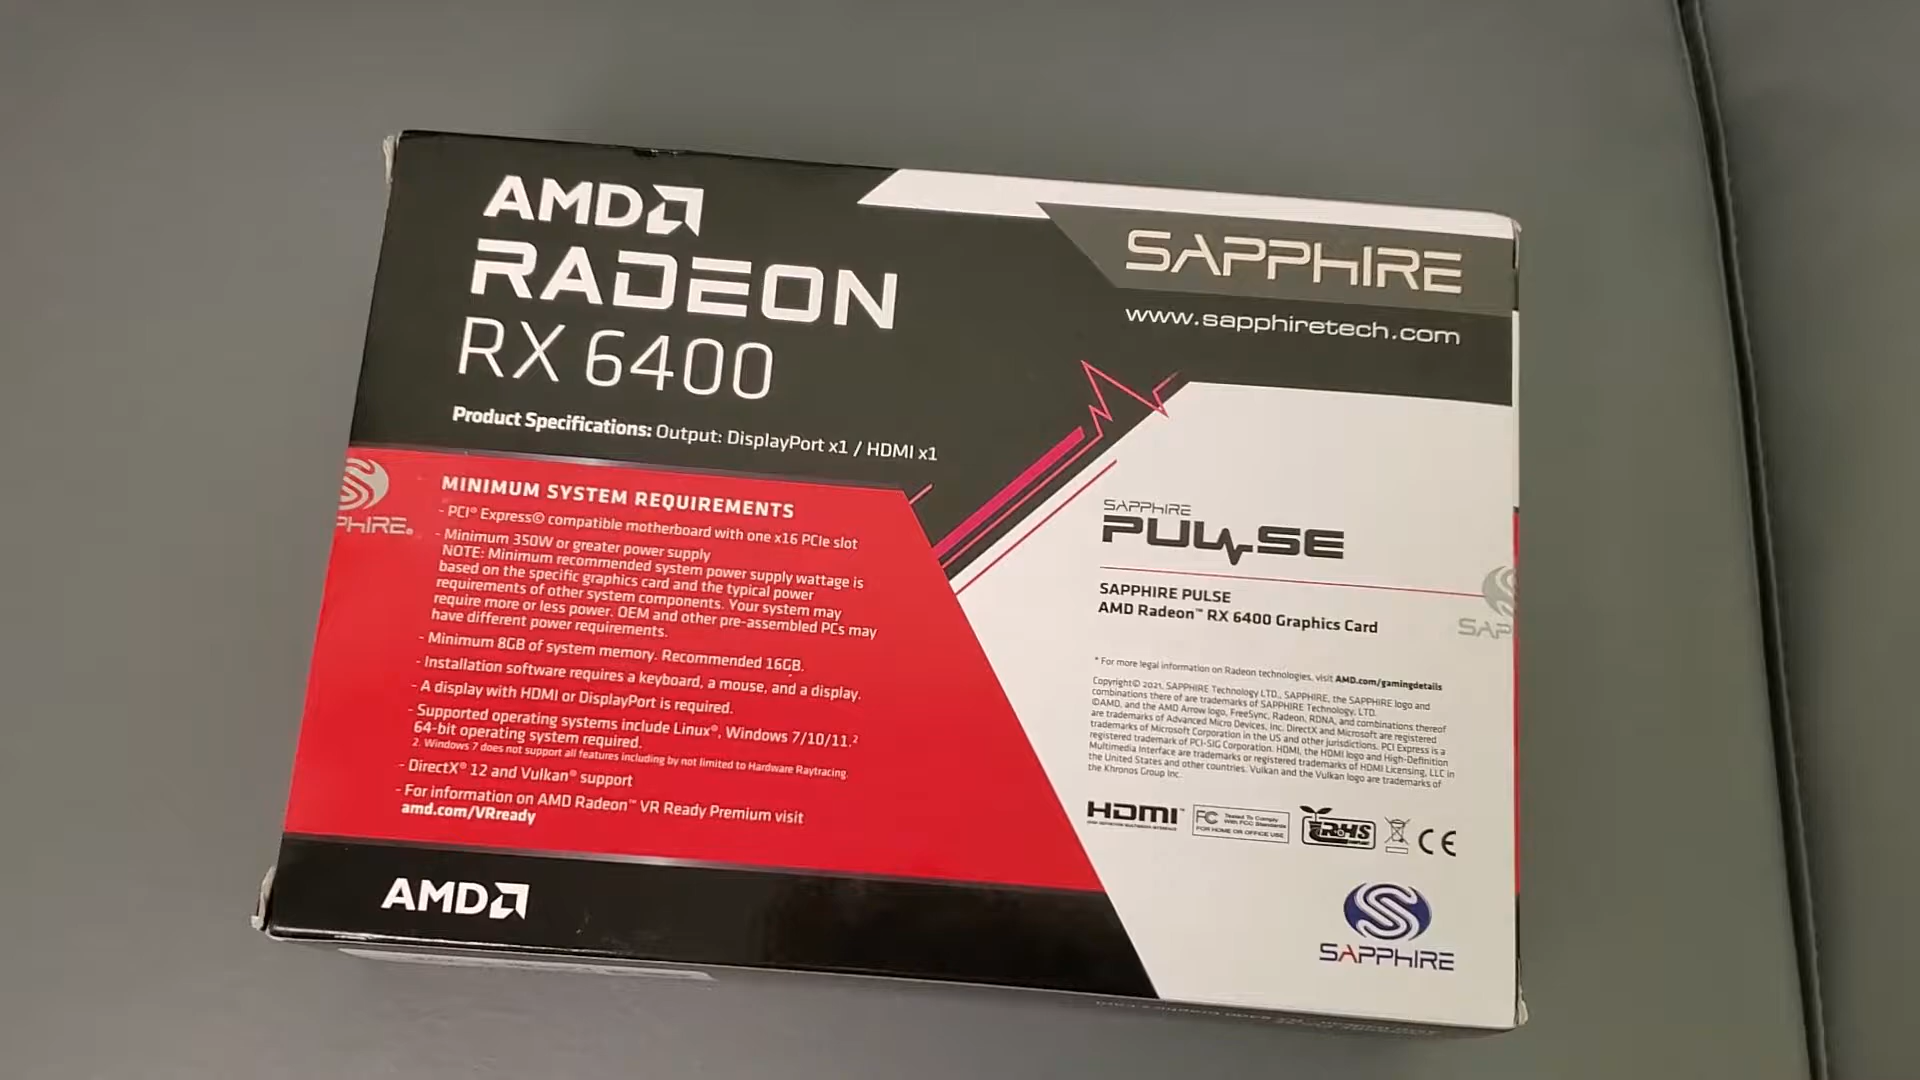 AMD
RADEON
RX 6400
Product Specifications: Output: DisplayPort x1 / HDMI x1
SAPPHIRE
www.sapphiretech.com
PHIRE.
MINIMUM SYSTEM REQUIREMENTS
- PCI® Express© compatible motherboard with one x16 PCIe slot
- Minimum 350W or greater power supply
NOTE: Minimum recommended system power supply wattage is
based on the specific graphics card and the typical power
requirements of other system components. Your system may
require more or less power. OEM and other pre-assembled PCs may
have different power requirements.
- Minimum 8GB of system memory. Recommended 16GB.
- Installation software requires a keyboard, a mouse, and a display.
- A display with HDMI or DisplayPort is required.
- Supported operating systems include Linux®, Windows 7/10/11.²
64-bit operating system required.
2. Windows 7 does not support all features including by not limited to Hardware Raytracing.
- DirectX® 12 and Vulkan® support
- For information on AMD Radeon™ VR Ready Premium visit
amd.com/VRready
AMD
SAPPHIRE
PULSE
SAPPHIRE PULSE
AMD Radeon™ RX 6400 Graphics Card
SAP
* For more legal information on Radeon technologies, visit AMD.com/gamingdetails
Copyright© 2021, SAPPHIRE Technology LTD., SAPPHIRE, the SAPPHIRE logo and
combinations there of are trademarks of SAPPHIRE Technology, LTD.
©AMD, and the AMD Arrow logo, FreeSync, Radeon, RDNA, and combinations thereof
are trademarks of Advanced Micro Devices, Inc. DirectX and Microsoft are registered
trademarks of Microsoft Corporation in the US and other jurisdictions. PCI Express is a
registered trademark of PCI-SIG Corporation. HDMI, the HDMI logo and High-Definition
Multimedia Interface are trademarks or registered trademarks of HDMI Licensing, LLC in
the United States and other countries. Vulkan and the Vulkan logo are trademarks of
the Khronos Group Inc.
HDMI™
HIGH-DEFINITION MULTIMEDIA INTERFACE
FC Tested To Comply
With FCC Standards
FOR HOME OR OFFICE USE
RoHS
CE
SAPPHIRE